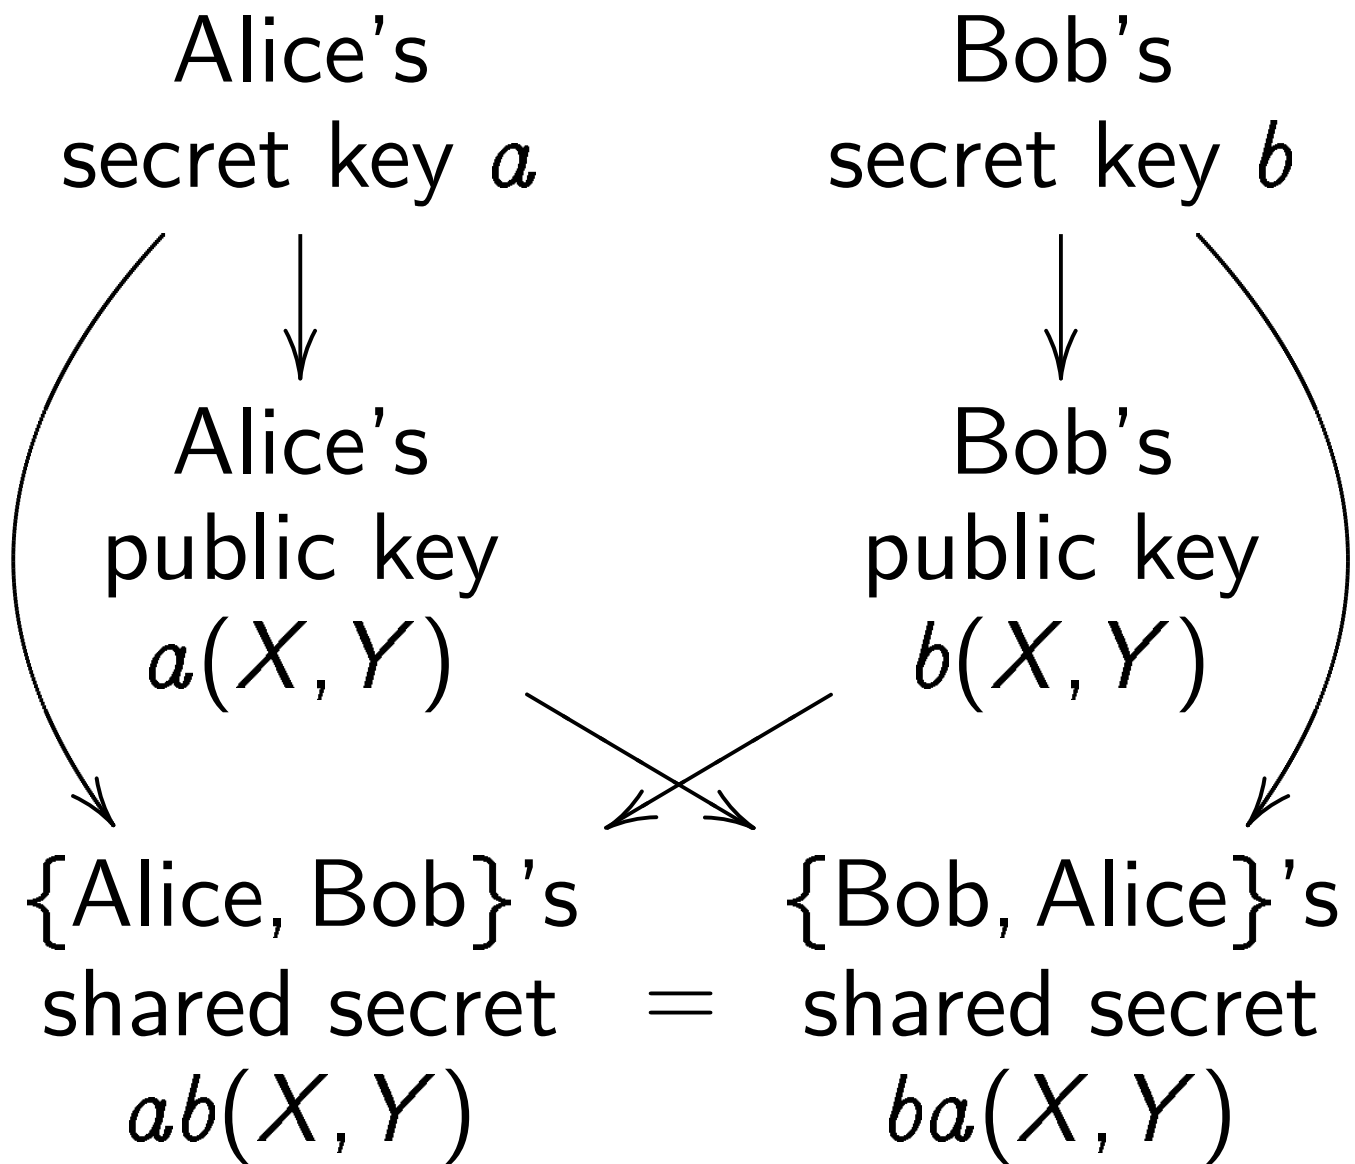 Alice's
secret key a
Bob's
secret key b
Alice's
public key
a(X, Y)
Bob's
public key
b(X, Y)
{Alice, Bob}'s
shared secret
ab(X, Y)
=
{Bob, Alice}'s
shared secret
ba(X, Y)